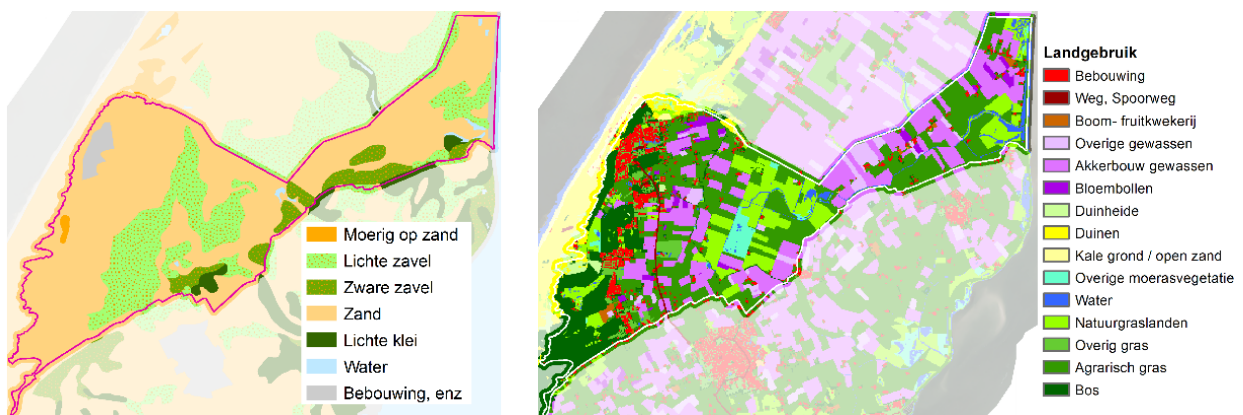 Moerig op zand
Lichte zavel
Zware zavel
Zand
Lichte klei
Water
Bebouwing, enz
Landgebruik
Bebouwing
Weg, Spoorweg
Boom- fruitkwekerij
Overige gewassen
Akkerbouw gewassen
Bloembollen
Duinheide
Duinen
Kale grond / open zand
Overige moerasvegetatie
Water
Natuurgraslanden
Overig gras
Agrarisch gras
Bos